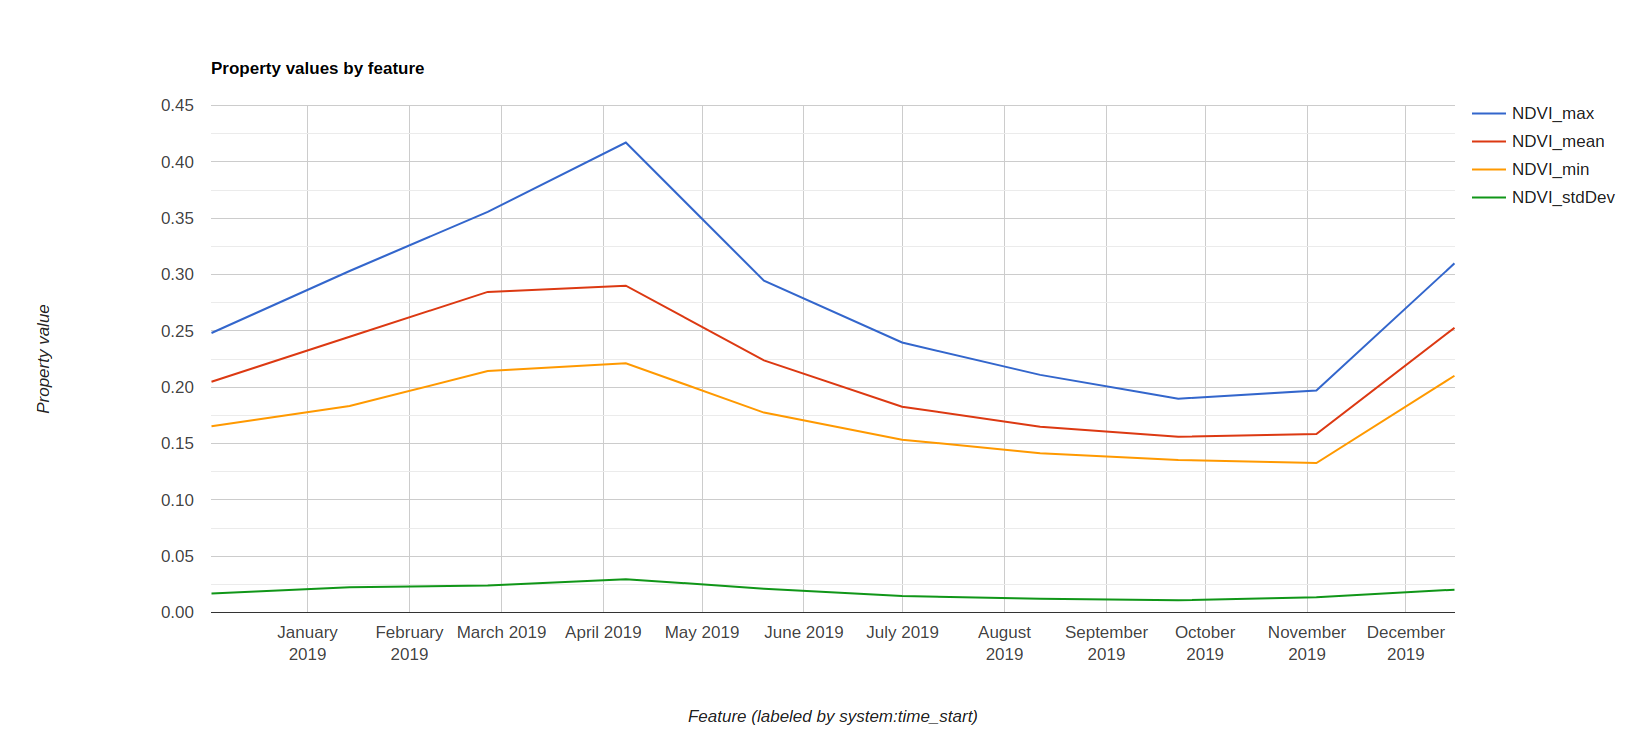 Property values by feature
0.45
0.40
0.35
0.30
0.25
0.20
0.15
0.10
0.05
0.00
Property value
NDVI_max
NDVI_mean
NDVI_min
NDVI_stdDev
January 2019
February 2019
March 2019
April 2019
May 2019
June 2019
July 2019
August 2019
September 2019
October 2019
November 2019
December 2019
Feature (labeled by system:time_start)